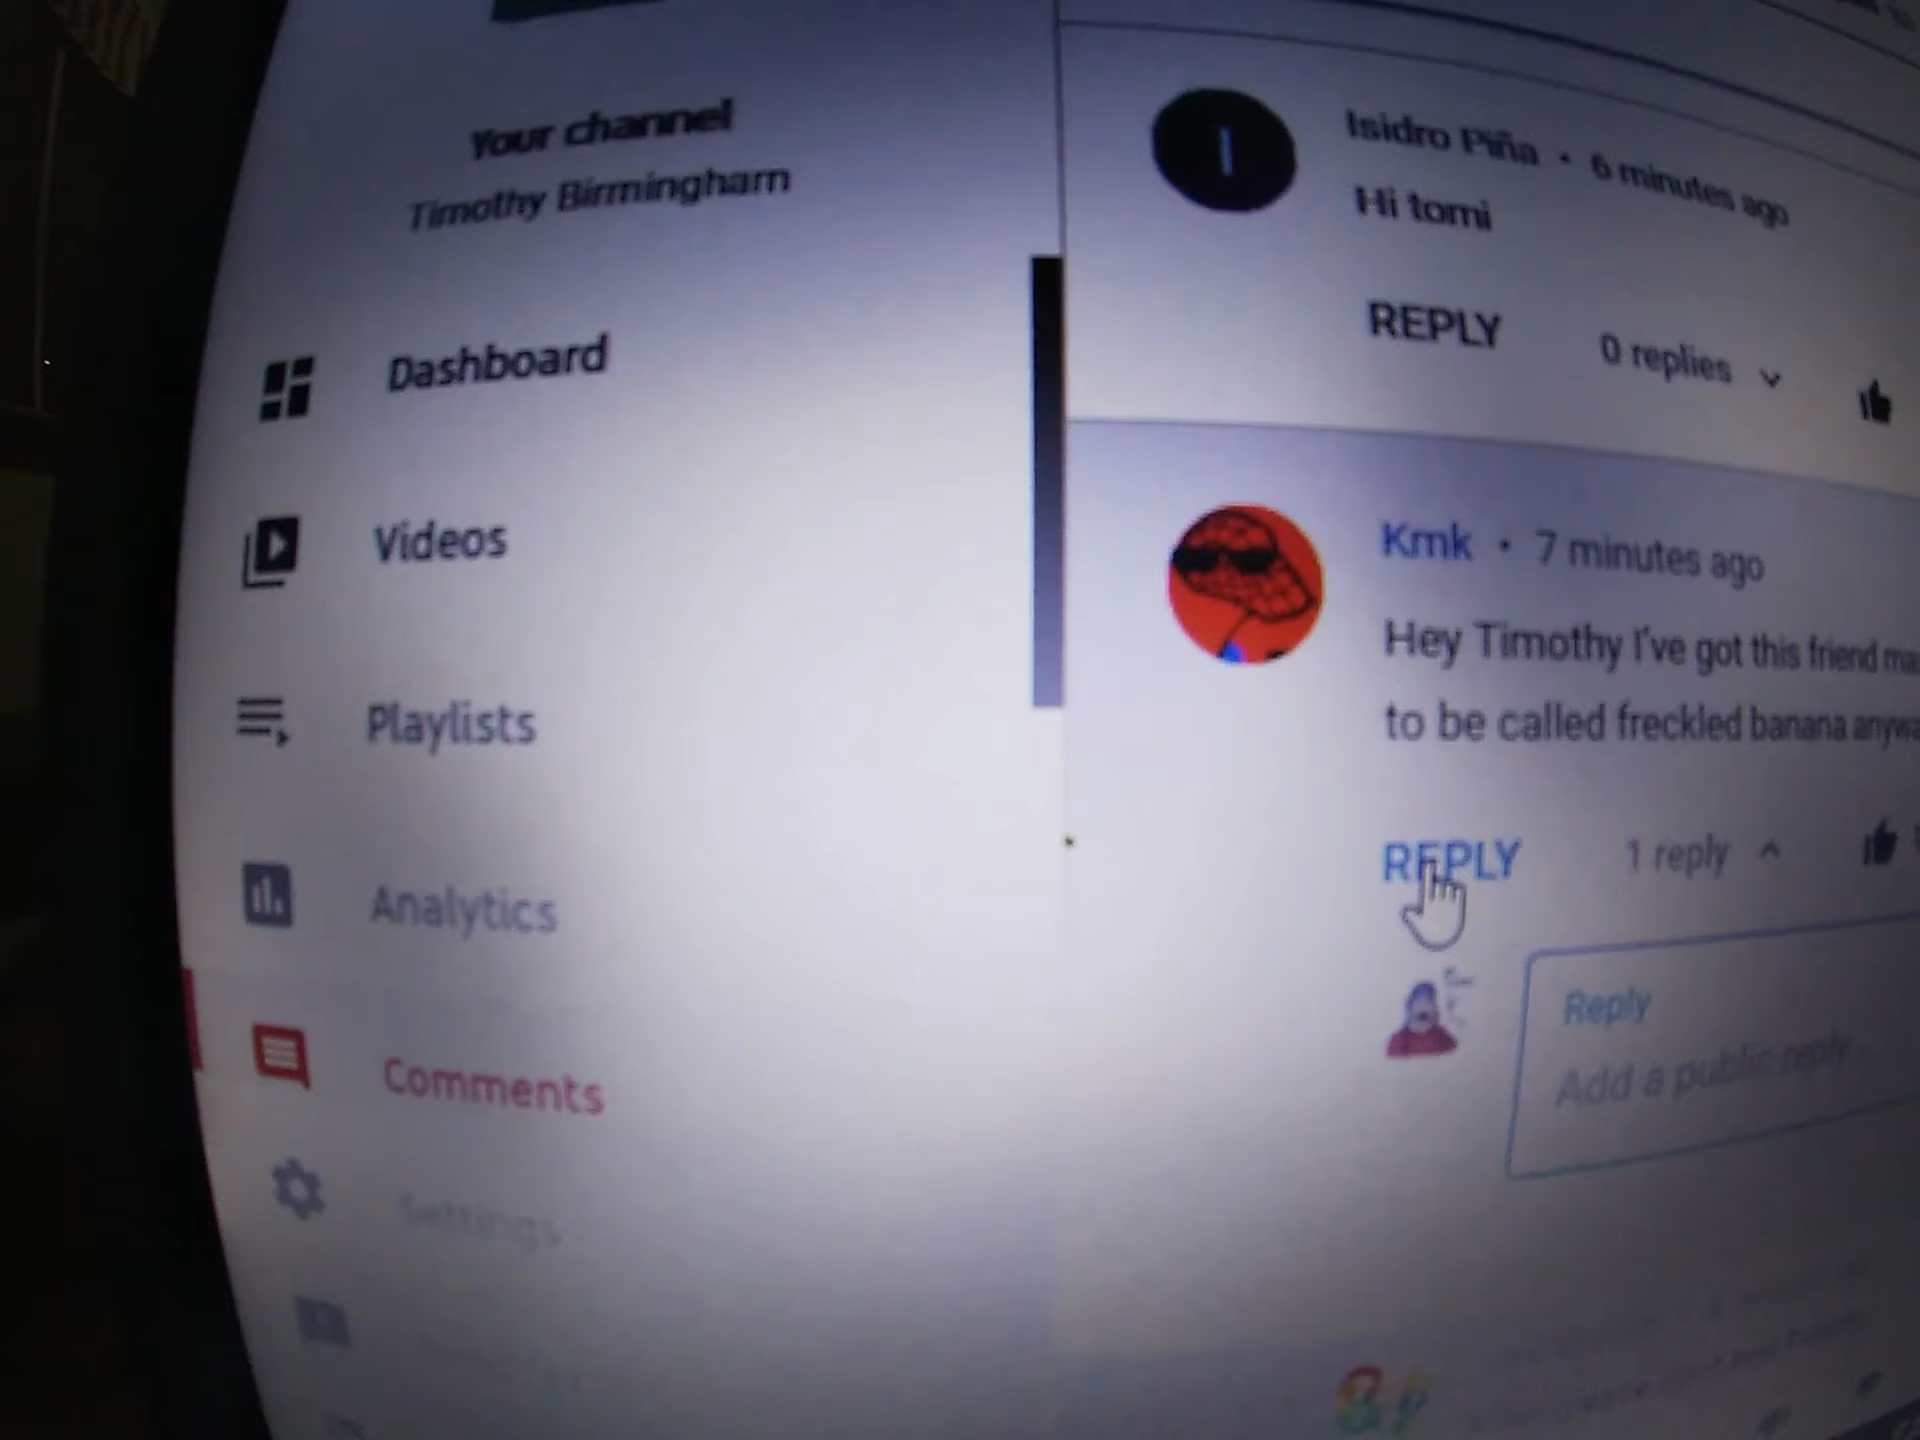 Your channel
Timothy Birmingham
Dashboard
Videos
Playlists
Analytics
Comments
Settings
I
Isidro Piña • 6 minutes ago
Hi tomi
REPLY 0 replies
Kmk • 7 minutes ago
Hey Timothy I've got this friend
to be called freckled banana
REPLY 1 reply
Reply
Add a public reply